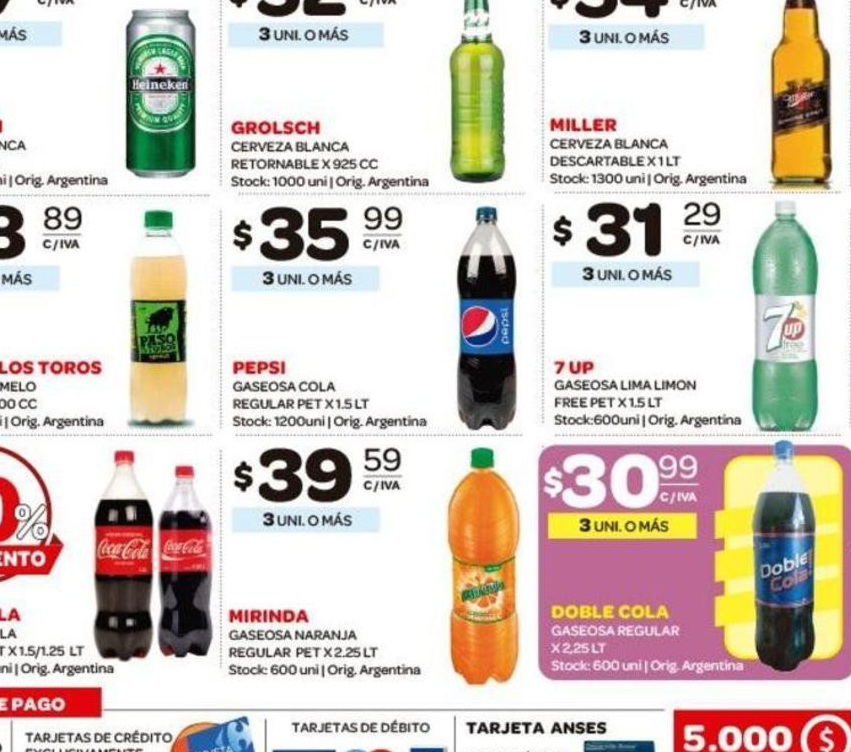 C/IVA
MÁS
Heineken
i | Orig. Argentina
C/IVA
3 UNI. O MÁS
GROLSCH
CERVEZA BLANCA
RETORNABLE X 925 CC
Stock: 1000 uni | Orig. Argentina
C/IVA
3 UNI. O MÁS
MILLER
CERVEZA BLANCA
DESCARTABLE X 1 LT
Stock: 1300 uni | Orig. Argentina
89
C/IVA
MÁS
PASO
LOS TOROS
MELO
00 CC
i | Orig. Argentina
$35 99
C/IVA
3 UNI. O MÁS
pepsi
PEPSI
GASEOSA COLA
REGULAR PET X 1.5 LT
Stock: 1200uni | Orig. Argentina
$31 29
C/IVA
3 UNI. O MÁS
7up
free
7 UP
GASEOSA LIMA LIMON
FREE PET X 1.5 LT
Stock:600uni | Orig. Argentina
0%
ENTO
Coca-Cola
Coca-Cola
LA
LA
T X 1.5/1.25 LT
ni | Orig. Argentina
$39 59
C/IVA
3 UNI. O MÁS
Mirinda
MIRINDA
GASEOSA NARANJA
REGULAR PET X 2.25 LT
Stock: 600 uni | Orig. Argentina
$30 99
C/IVA
3 UNI. O MÁS
Doble
Cola
DOBLE COLA
GASEOSA REGULAR
X 2,25 LT
Stock: 600 uni | Orig. Argentina
E PAGO
TARJETAS DE CRÉDITO
TARJETAS DE DÉBITO
TARJETA ANSES
5.000 $